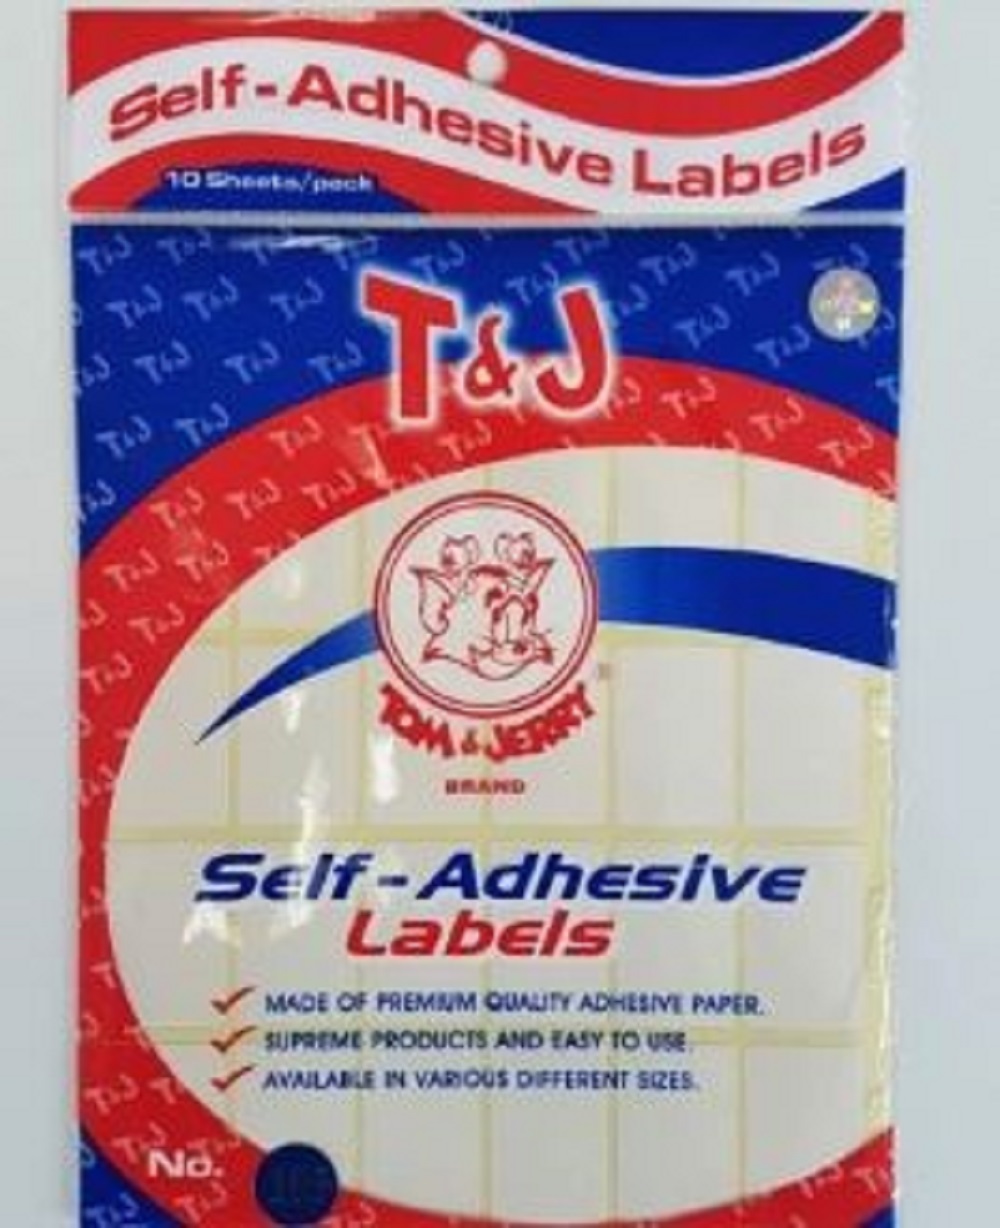 Self-Adhesive Labels
10 Sheets/pack
T&J
TOM & JERRY
BRAND
Self-Adhesive
Labels
MADE OF PREMIUM QUALITY ADHESIVE PAPER.
SUPREME PRODUCTS AND EASY TO USE.
AVAILABLE IN VARIOUS DIFFERENT SIZES.
No.